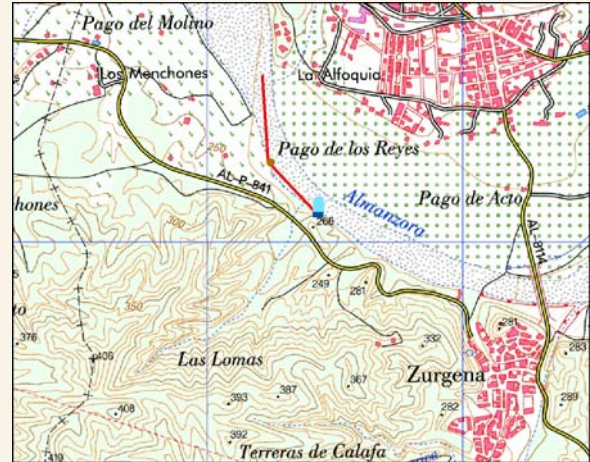 Pago del Molino
Los Menchones
La Alfoquia
250
Pago de los Reyes
AL-P-841
Almanzora
Pago de Acto
hones
266
300
AL-8114
249
281
350
to
376
406
332
281
283
Las Lomas
Zurgena
367
387
393
289
408
282
392
Terreras de Calafa
419